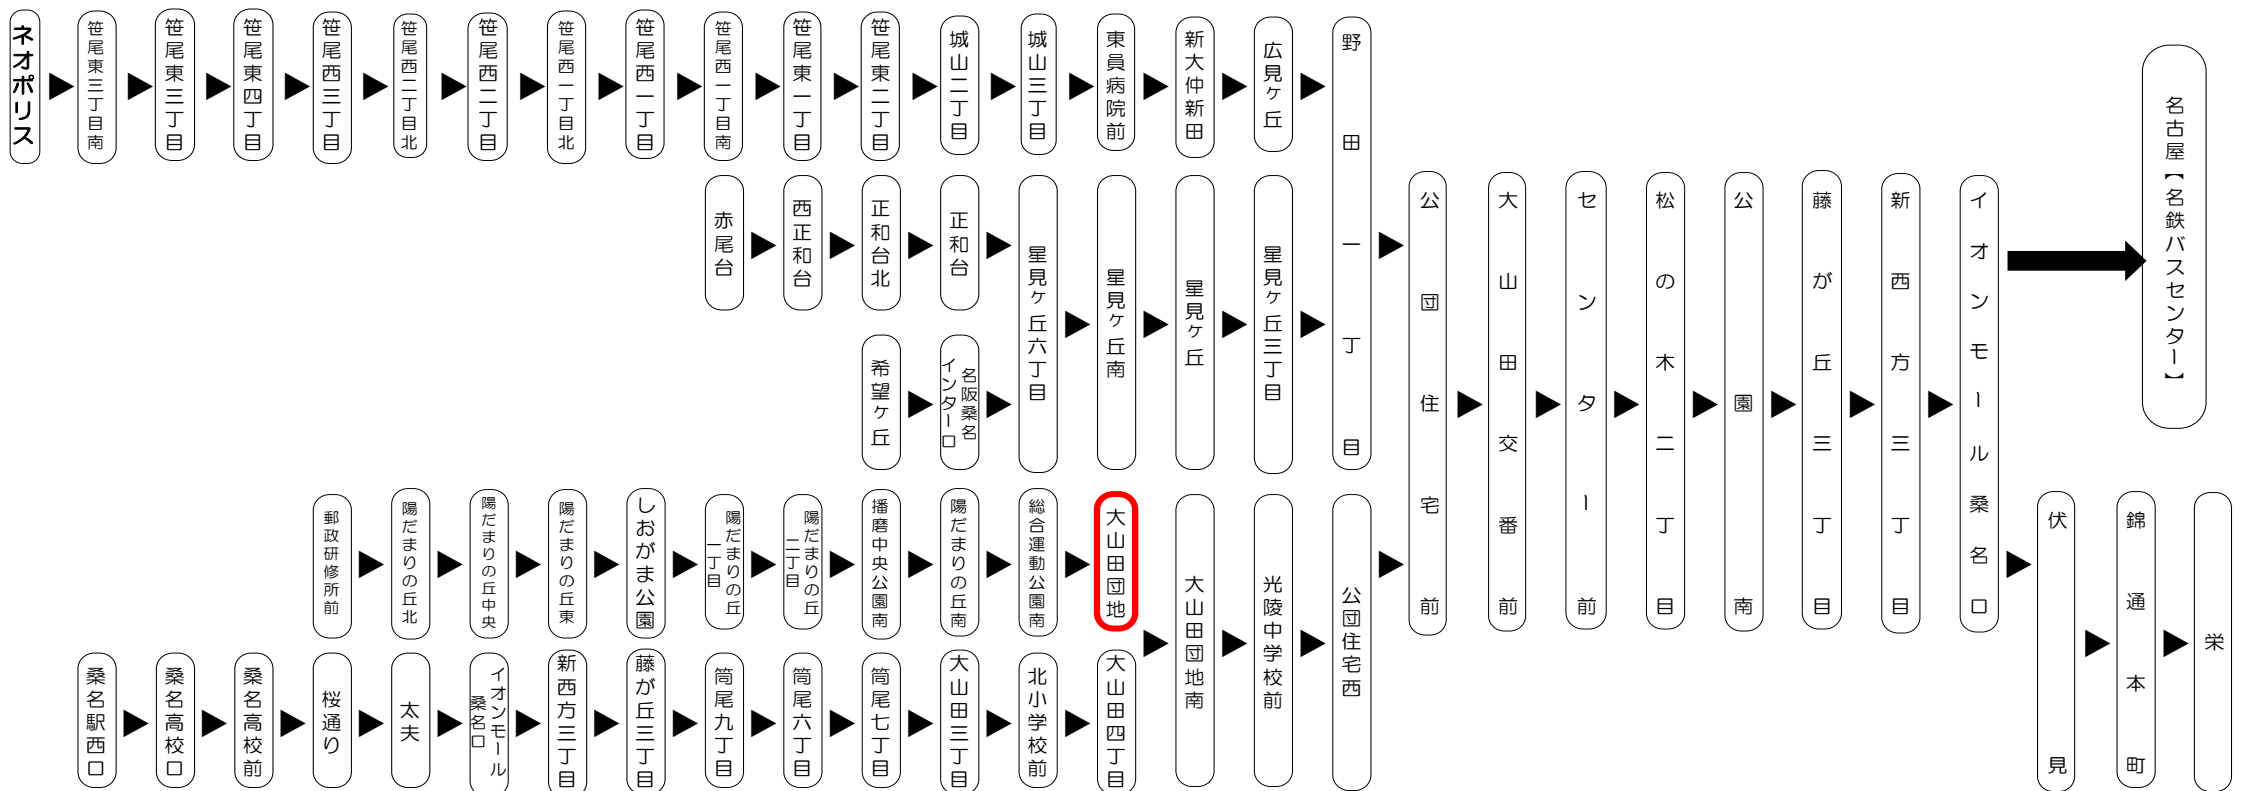 ネオポリス
笹尾東三丁目南
笹尾東三丁目
笹尾東四丁目
笹尾西三丁目
笹尾西二丁目北
笹尾西二丁目
笹尾西一丁目北
笹尾西一丁目
笹尾西一丁目南
笹尾東一丁目
笹尾東二丁目
城山二丁目
城山三丁目
東員病院前
新大仲新田
広見ヶ丘
野田一丁目
赤尾台
西正和台
正和台北
正和台
希望ヶ丘
名阪桑名
インター口
星見ヶ丘六丁目
星見ヶ丘南
星見ヶ丘
星見ヶ丘三丁目
郵政研修所前
陽だまりの丘北
陽だまりの丘中央
陽だまりの丘東
しおがま公園
陽だまりの丘
一丁目
陽だまりの丘
二丁目
播磨中央公園南
陽だまりの丘南
総合運動公園南
大山田団地
桑名駅西口
桑名高校口
桑名高校前
桜通り
太夫
イオンモール
桑名口
新西方三丁目
藤が丘三丁目
筒尾九丁目
筒尾六丁目
筒尾七丁目
大山田三丁目
北小学校前
大山田四丁目
大山田団地南
光陵中学校前
公団住宅西
公団住宅前
大山田交番前
センター前
松の木二丁目
公園南
藤が丘三丁目
新西方三丁目
イオンモール桑名口
名古屋【名鉄バスセンター】
伏見
錦通本町
栄